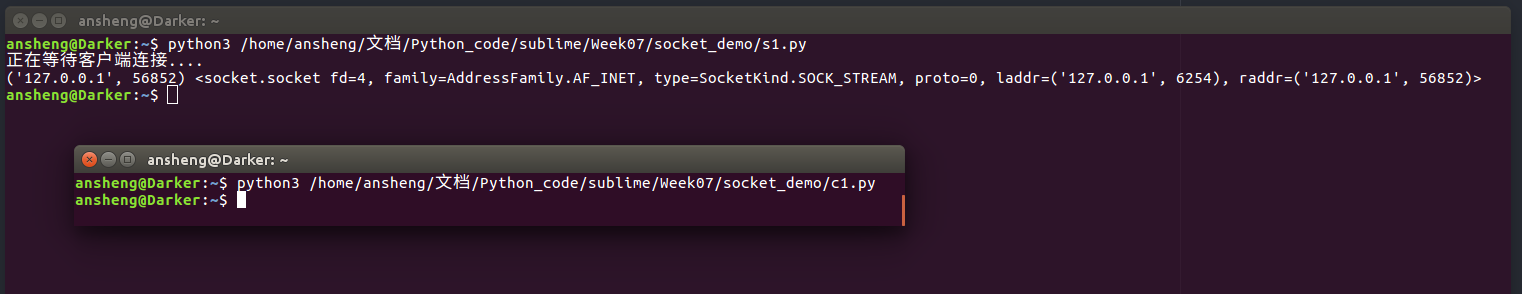 ansheng@Darker: ~
ansheng@Darker:~$ python3 /home/ansheng/文档/Python_code/sublime/Week07/socket_demo/s1.py
正在等待客户端连接....
('127.0.0.1', 56852) <socket.socket fd=4, family=AddressFamily.AF_INET, type=SocketKind.SOCK_STREAM, proto=0, laddr=('127.0.0.1', 6254), raddr=('127.0.0.1', 56852)>
ansheng@Darker:~$
ansheng@Darker: ~
ansheng@Darker:~$ python3 /home/ansheng/文档/Python_code/sublime/Week07/socket_demo/c1.py
ansheng@Darker:~$